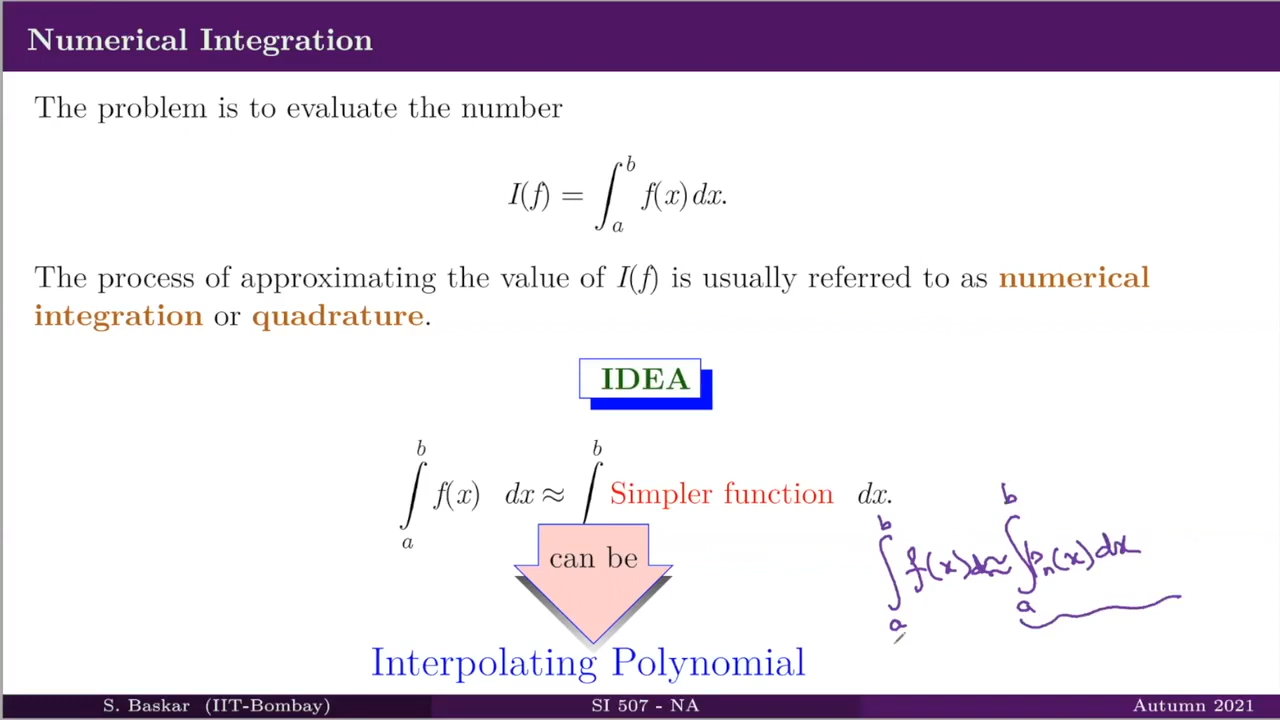 Numerical Integration
The problem is to evaluate the number
I(f) = ∫_a^b f(x) dx.
The process of approximating the value of I(f) is usually referred to as numerical
integration or quadrature.
IDEA
∫_a^b f(x) dx ≈ ∫ ^b Simpler function dx.
can be
∫_a^b f(x)dx ≈ ∫_a^b p_n(x)dx
Interpolating Polynomial
S. Baskar (IIT-Bombay) SI 507 - NA Autumn 2021